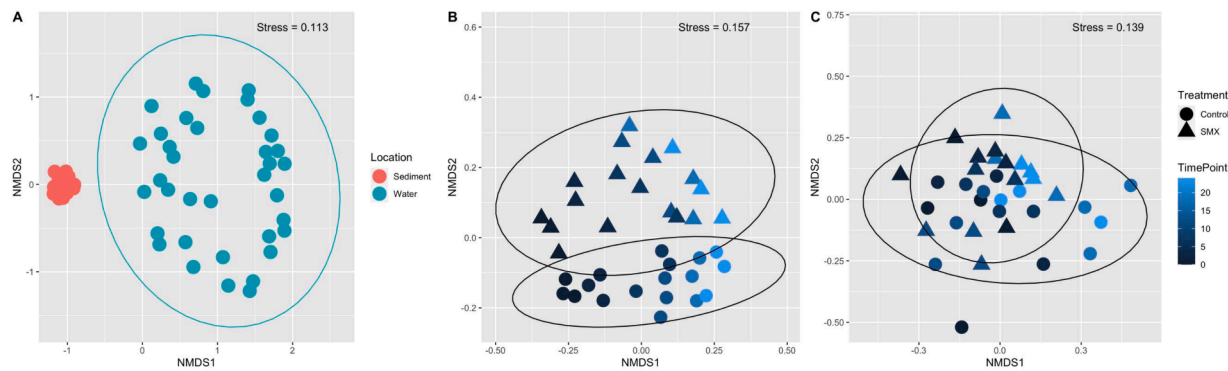 A
Stress = 0.113
1
0
-1
NMDS2
-1
0
1
2
NMDS1
Location
Sediment
Water
B
Stress = 0.157
0.6
0.4
0.2
0.0
-0.2
NMDS2
-0.50
-0.25
0.00
0.25
0.50
NMDS1
C
Stress = 0.139
0.75
0.50
0.25
0.00
-0.25
-0.50
NMDS2
-0.3
0.0
0.3
NMDS1
Treatment
Control
SMX
TimePoint
20
15
10
5
0